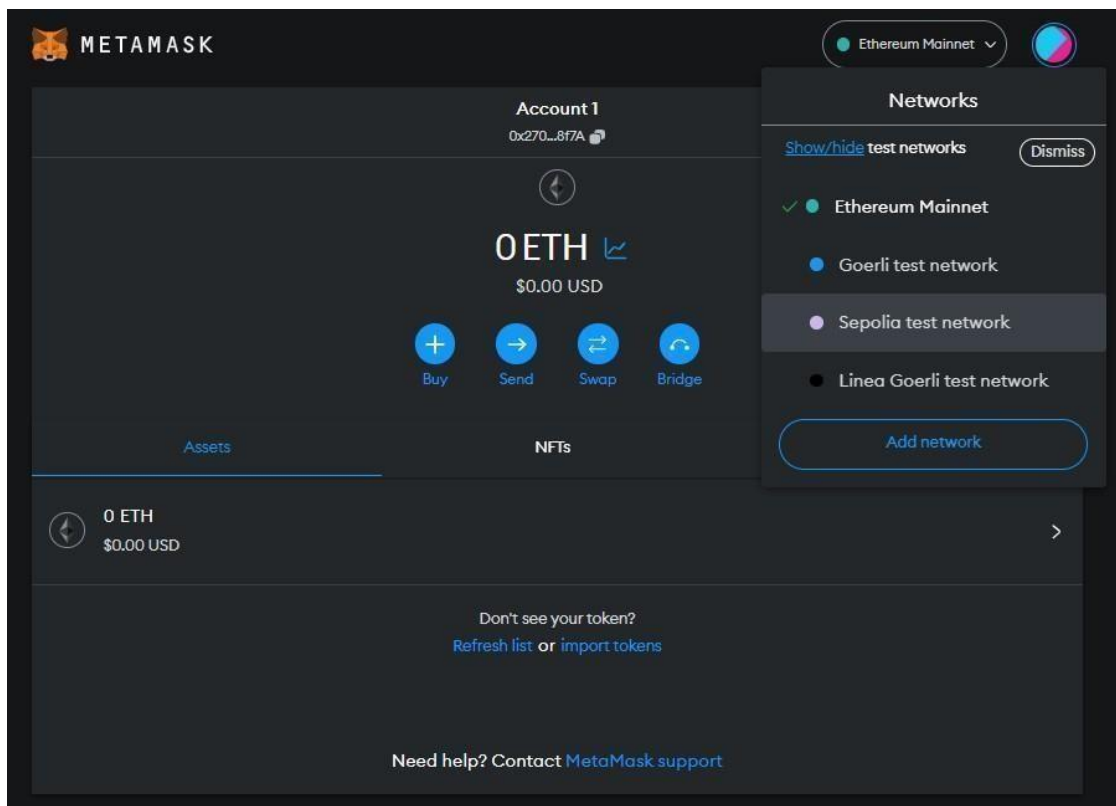 METAMASK
Ethereum Mainnet
Account 1
0x270...8f7A
0 ETH
$0.00 USD
Buy Send Swap Bridge
Assets NFTs
0 ETH
$0.00 USD
Don't see your token?
Refresh list or import tokens
Need help? Contact MetaMask support
Networks
Show/hide test networks Dismiss
Ethereum Mainnet
Goerli test network
Sepolia test network
Linea Goerli test network
Add network